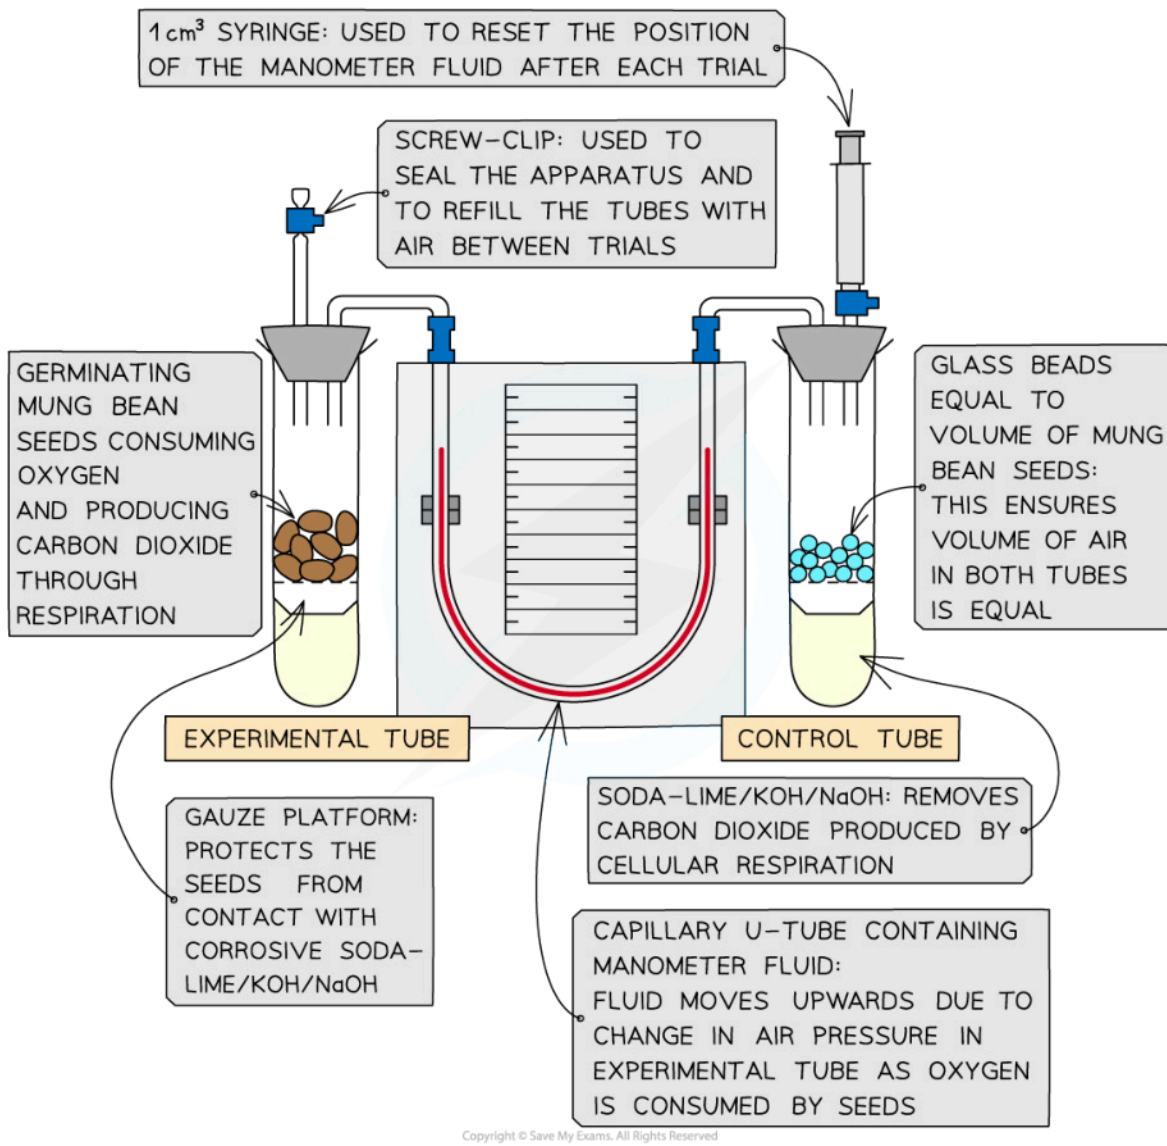 1 cm³ SYRINGE: USED TO RESET THE POSITION
OF THE MANOMETER FLUID AFTER EACH TRIAL
SCREW-CLIP: USED TO
SEAL THE APPARATUS AND
TO REFILL THE TUBES WITH
AIR BETWEEN TRIALS
GERMINATING
MUNG BEAN
SEEDS CONSUMING
OXYGEN
AND PRODUCING
CARBON DIOXIDE
THROUGH
RESPIRATION
GLASS BEADS
EQUAL TO
VOLUME OF MUNG
BEAN SEEDS:
THIS ENSURES
VOLUME OF AIR
IN BOTH TUBES
IS EQUAL
EXPERIMENTAL TUBE
CONTROL TUBE
GAUZE PLATFORM:
PROTECTS THE
SEEDS FROM
CONTACT WITH
CORROSIVE SODA-
LIME/KOH/NaOH
SODA-LIME/KOH/NaOH: REMOVES
CARBON DIOXIDE PRODUCED BY
CELLULAR RESPIRATION
CAPILLARY U-TUBE CONTAINING
MANOMETER FLUID:
FLUID MOVES UPWARDS DUE TO
CHANGE IN AIR PRESSURE IN
EXPERIMENTAL TUBE AS OXYGEN
IS CONSUMED BY SEEDS
Copyright © Save My Exams. All Rights Reserved